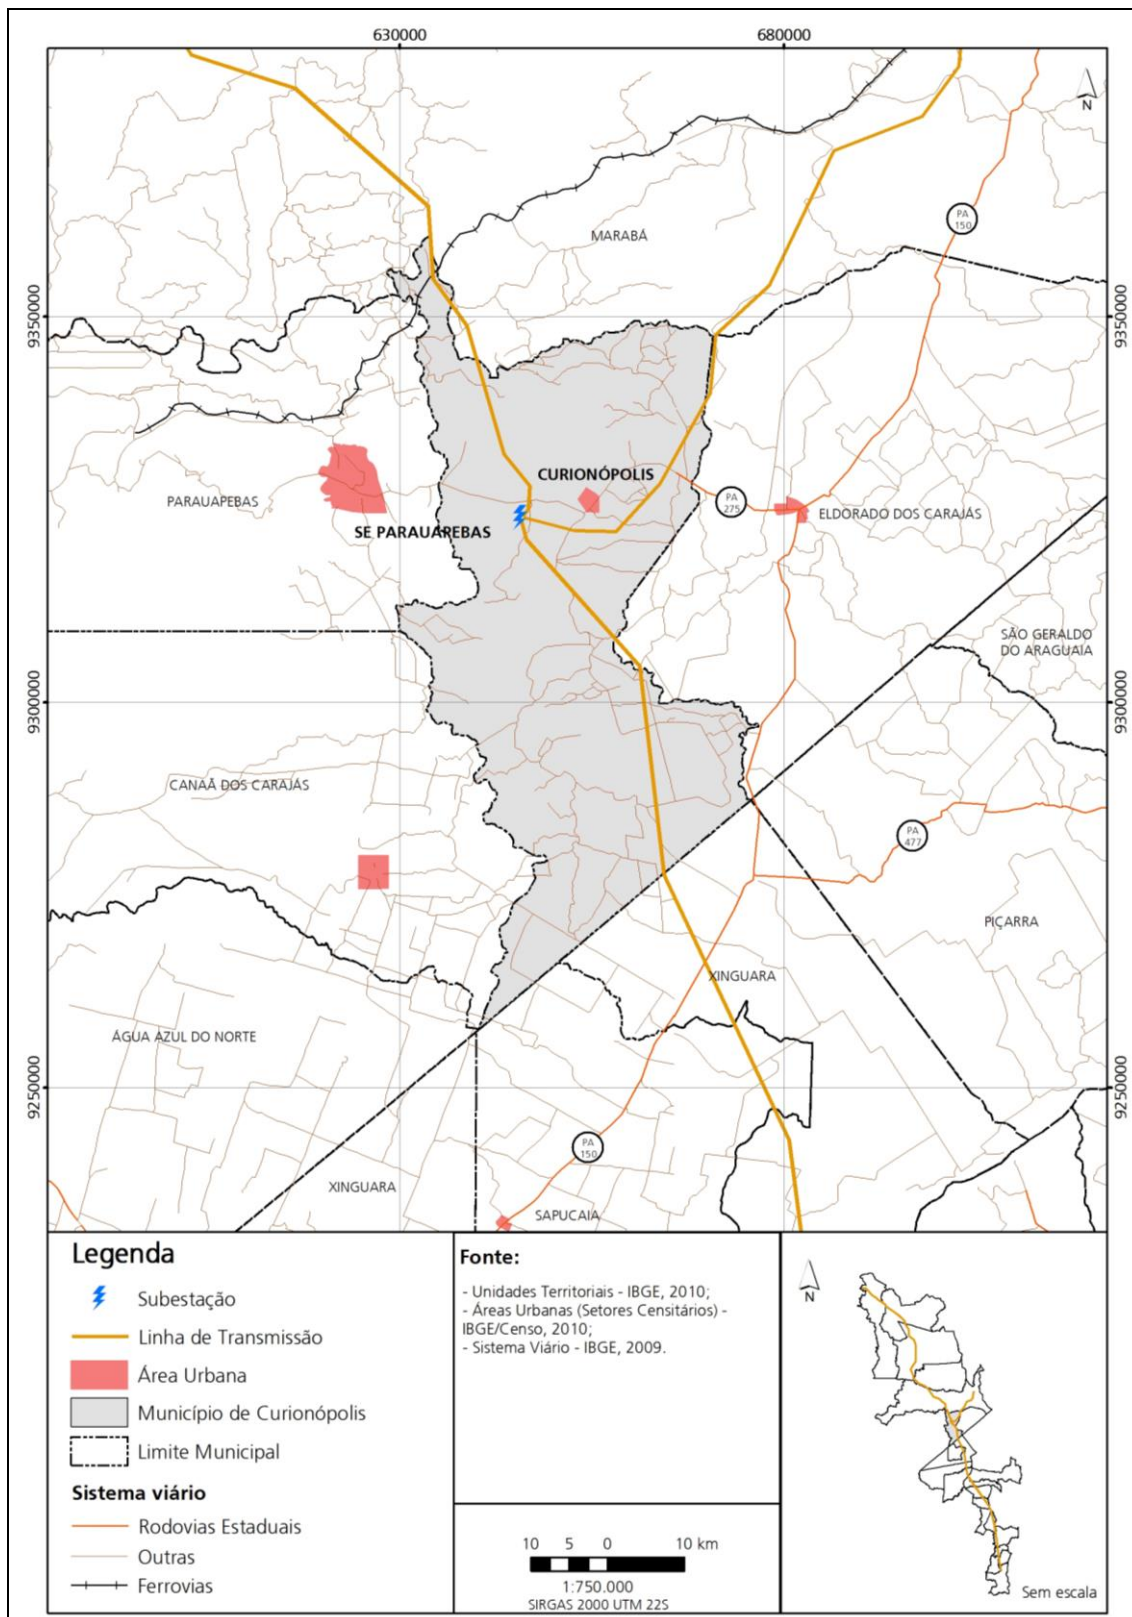 630000
680000
N
PA
150
MARABÁ
9350000
9350000
CURIONÓPOLIS
PARAUAPEBAS
PA
275
ELDORADO DOS CARAJÁS
SE PARAUAPEBAS
SÃO GERALDO
DO ARAGUAIA
9300000
9300000
CANAÃ DOS CARAJÁS
PA
477
PIÇARRA
XINGUARA
ÁGUA AZUL DO NORTE
9250000
9250000
PA
150
XINGUARA
SAPUCAIA
Legenda
Subestação
Linha de Transmissão
Área Urbana
Município de Curionópolis
Limite Municipal
Sistema viário
Rodovias Estaduais
Outras
Ferrovias
Fonte:
- Unidades Territoriais - IBGE, 2010;
- Áreas Urbanas (Setores Censitários) -
IBGE/Censo, 2010;
- Sistema Viário - IBGE, 2009.
10 5 0 10 km
1:750.000
SIRGAS 2000 UTM 22S
N
Sem escala